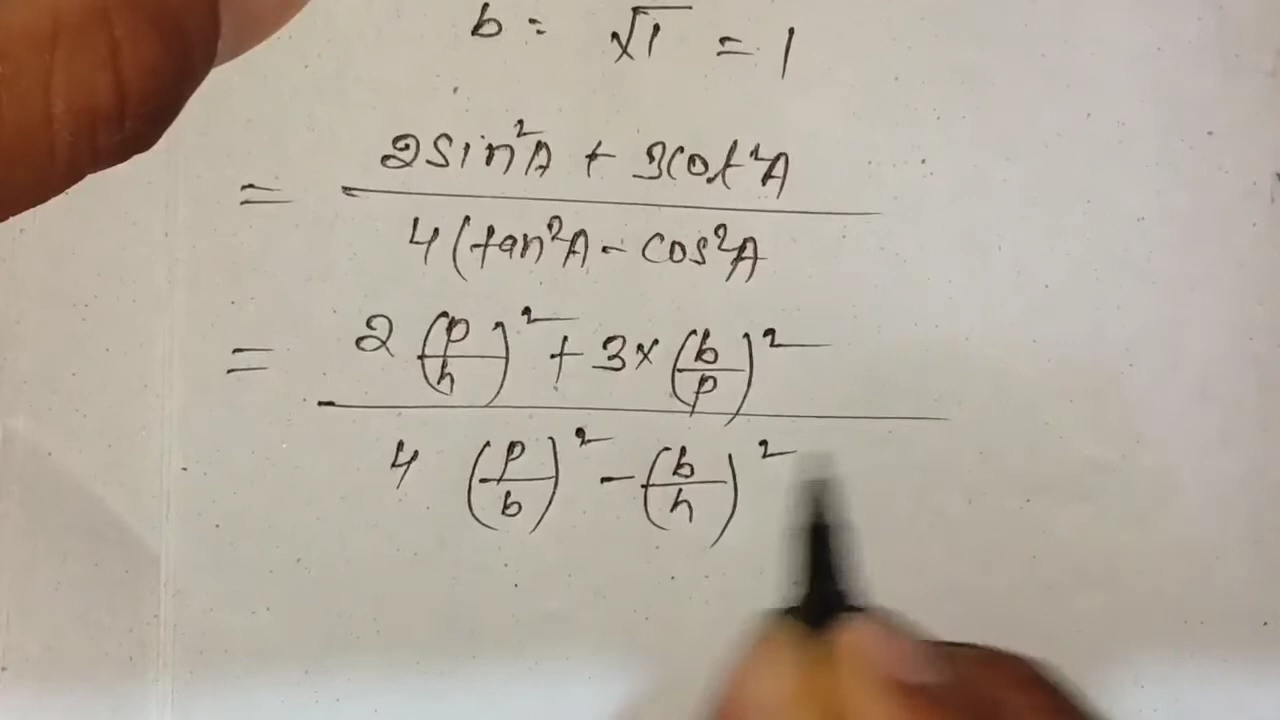 b = √1 = 1
= (2sin²A + 3cot²A) / (4(tan²A - cos²A)
= (2(p/h)² + 3×(b/p)²) / (4(p/b)² - (b/h)²)